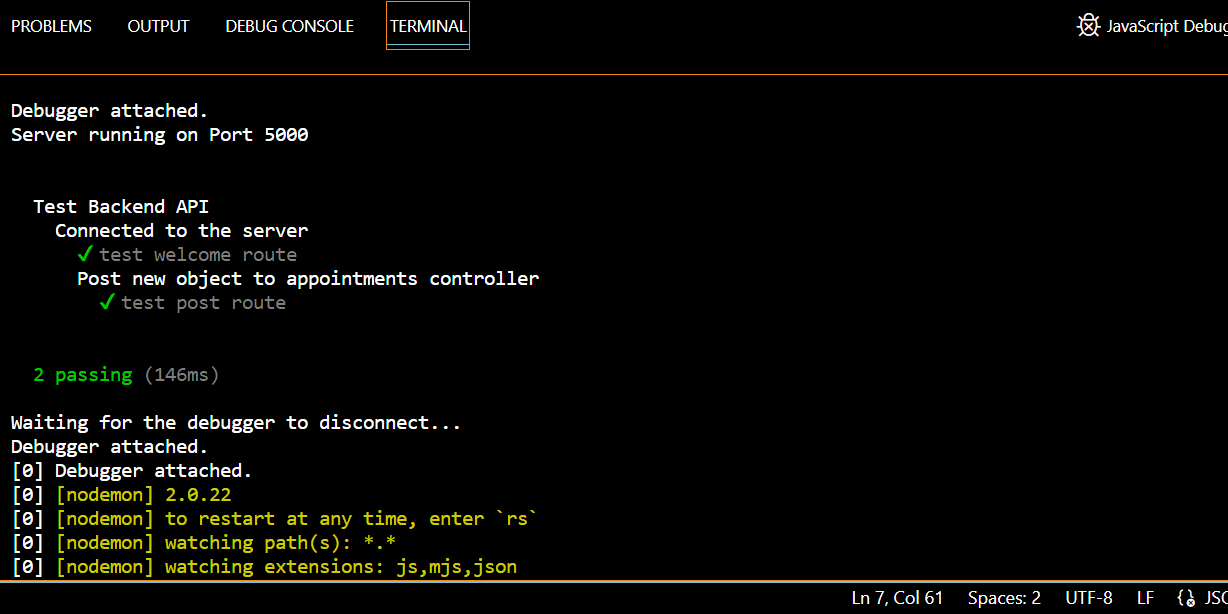 PROBLEMS OUTPUT DEBUG CONSOLE TERMINAL JavaScript Debug
Debugger attached.
Server running on Port 5000
Test Backend API
Connected to the server
✓ test welcome route
Post new object to appointments controller
✓ test post route
2 passing (146ms)
Waiting for the debugger to disconnect...
Debugger attached.
[0] Debugger attached.
[0] [nodemon] 2.0.22
[0] [nodemon] to restart at any time, enter `rs`
[0] [nodemon] watching path(s): *.*
[0] [nodemon] watching extensions: js,mjs,json
Ln 7, Col 61 Spaces: 2 UTF-8 LF